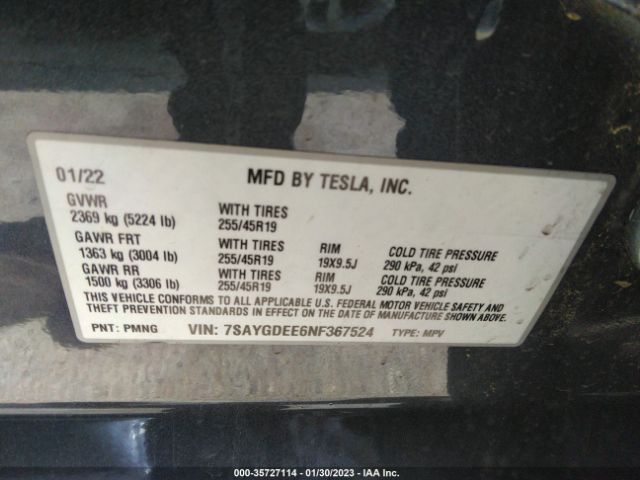 01/22 MFD BY TESLA, INC.
GVWR
2369 kg (5224 lb) WITH TIRES
255/45R19
GAWR FRT
1363 kg (3004 lb) WITH TIRES RIM COLD TIRE PRESSURE
255/45R19 19X9.5J 290 kPa, 42 psi
GAWR RR
1500 kg (3306 lb) WITH TIRES RIM COLD TIRE PRESSURE
255/45R19 19X9.5J 290 kPa, 42 psi
THIS VEHICLE CONFORMS TO ALL APPLICABLE U.S. FEDERAL MOTOR VEHICLE SAFETY AND
THEFT PREVENTION STANDARDS IN EFFECT ON THE DATE OF MANUFACTURE SHOWN ABOVE.
PNT: PMNG VIN: 7SAYGDEE6NF367524 TYPE: MPV
000-35727114 - 01/30/2023 - IAA Inc.